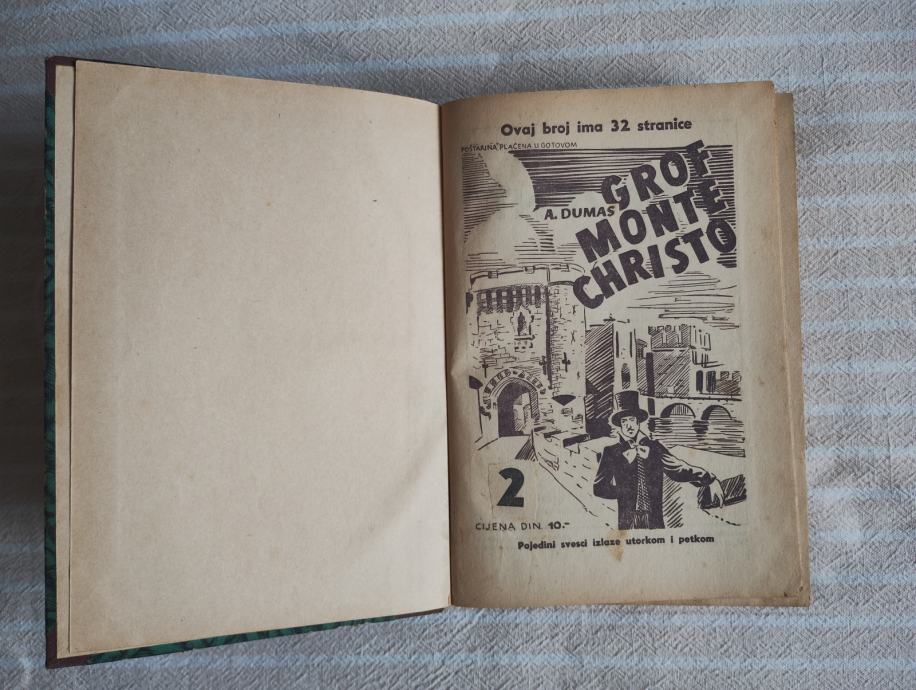 Ovaj broj ima 32 stranice
POŠTARINA PLAĆENA U GOTOVOM
GROF
A. DUMAS
MONTE
CHRISTO
2
CIJENA DIN. 10.-
Pojedini svesci izlaze utorkom i petkom